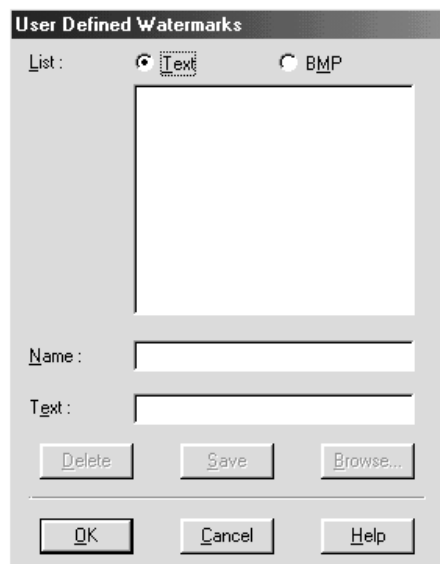 User Defined Watermarks
List : Text BMP
Name :
Text :
Delete Save Browse...
OK Cancel Help